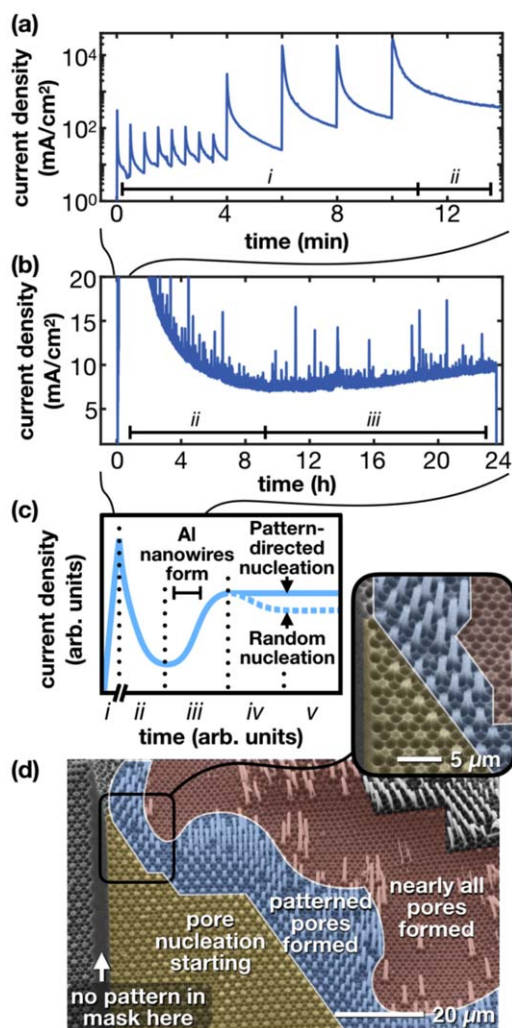 (a)
current density
(mA/cm²)
10⁴
10²
10⁰
i
ii
0
4
8
12
time (min)
(b)
current density
(mA/cm²)
20
15
10
5
ii
iii
0
4
8
12
16
20
24
time (h)
(c)
current density
(arb. units)
Al
nanowires
form
Pattern-
directed
nucleation
Random
nucleation
i
ii
iii
iv
v
time (arb. units)
5 µm
(d)
pore
nucleation
starting
patterned
pores
formed
nearly all
pores
formed
no pattern in
mask here
20 µm